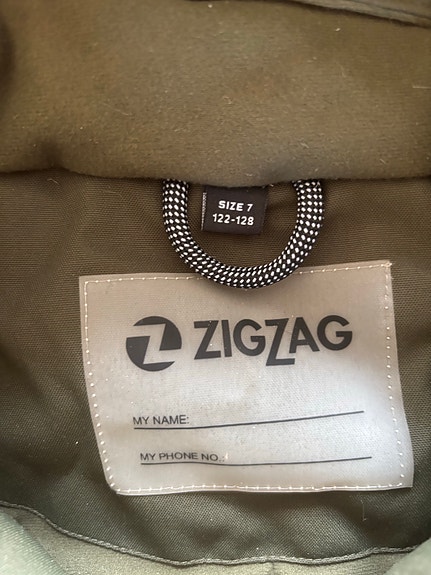 SIZE 7
122-128
ZIGZAG
MY NAME:
MY PHONE NO.: